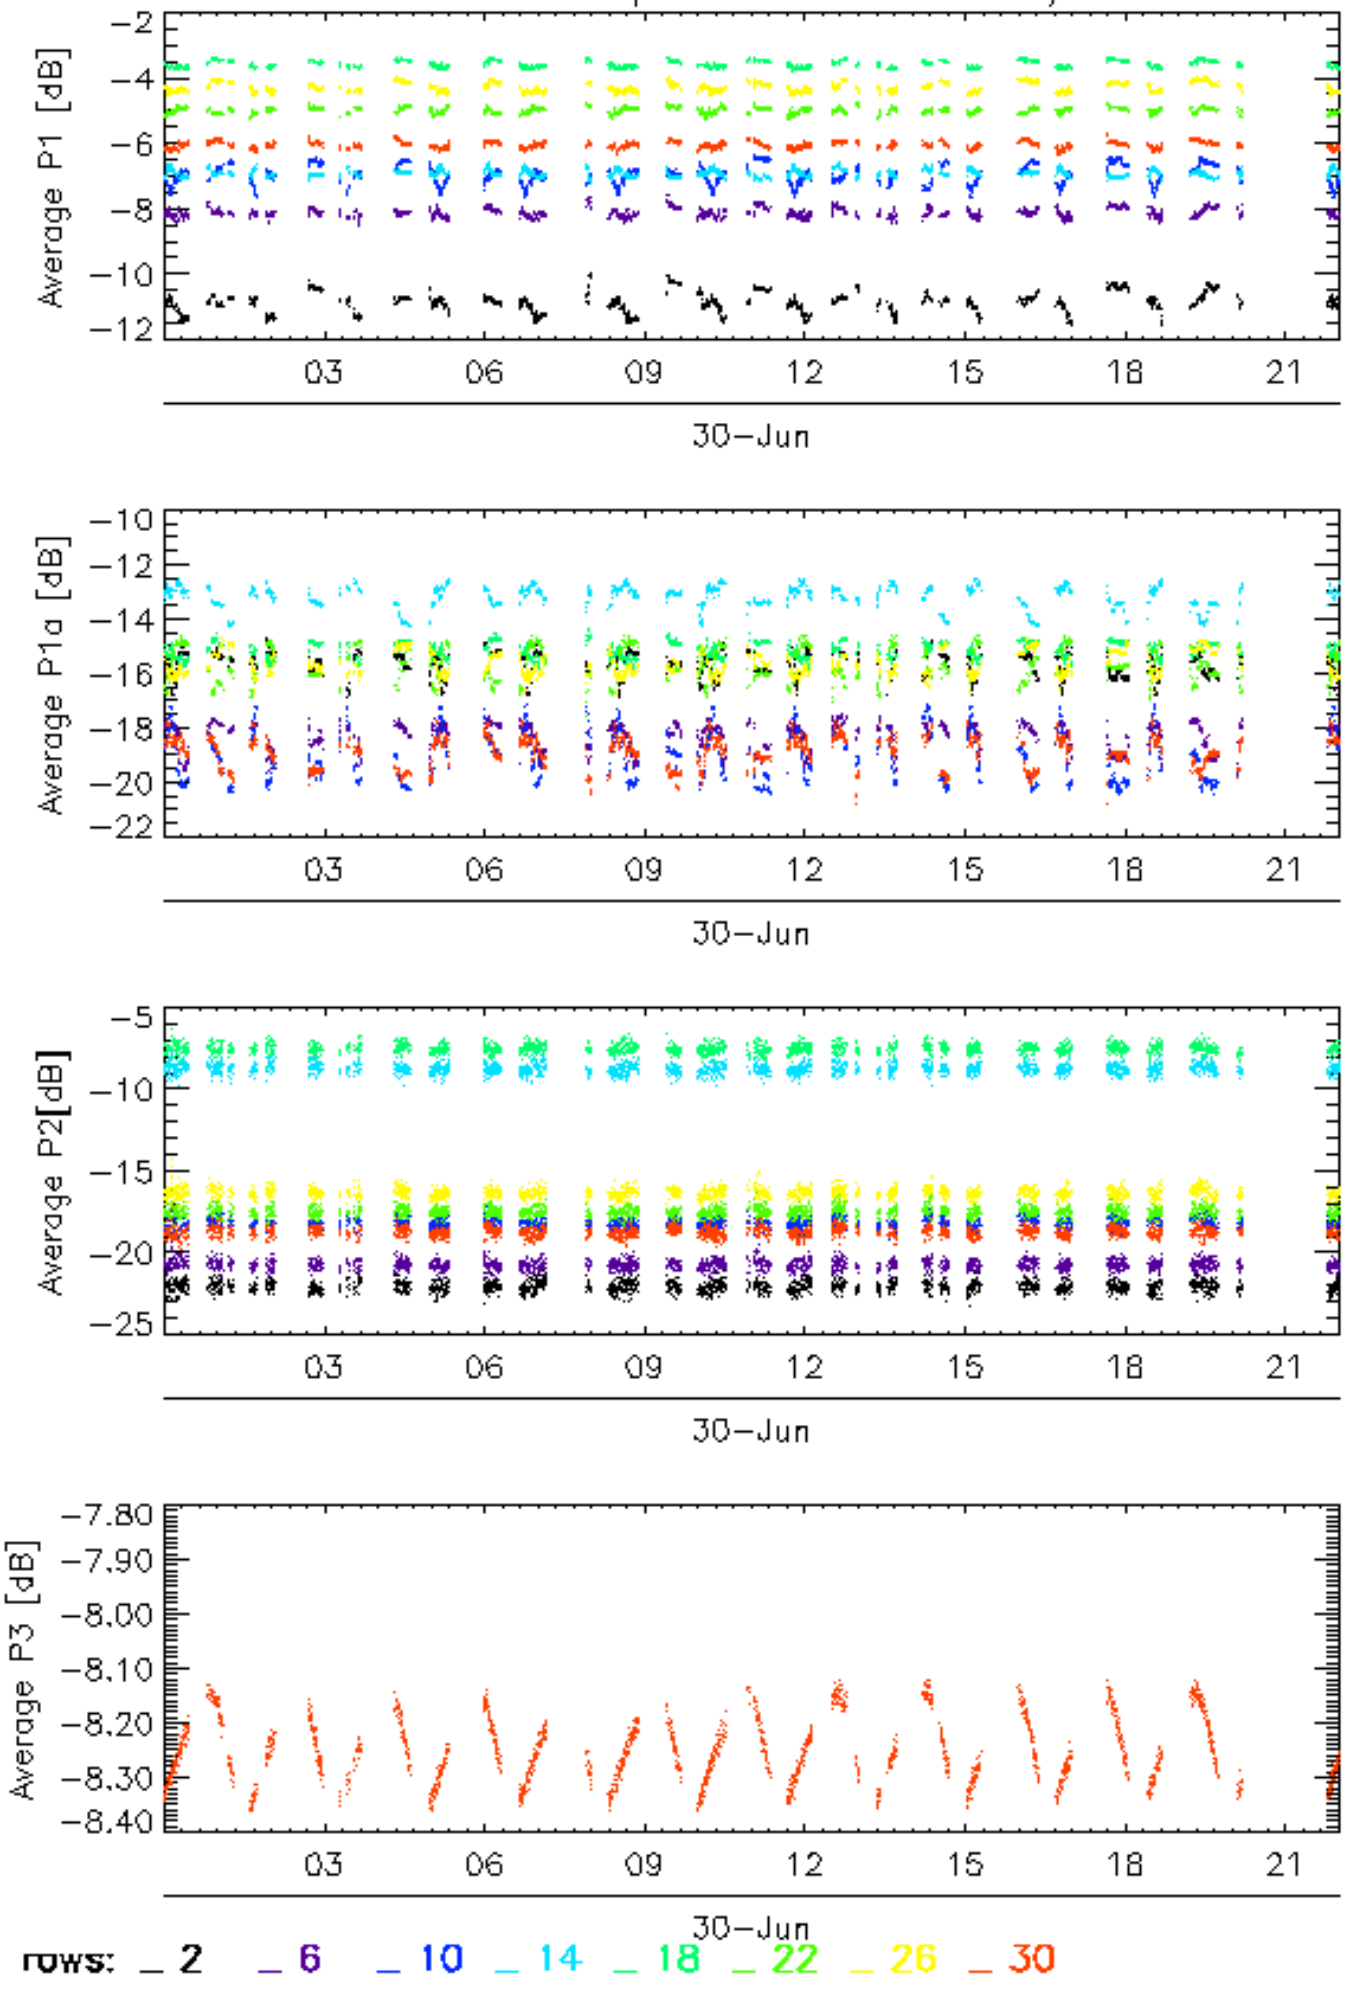 -2
-4
-6
-8
-10
-12
Average P1 [dB]
03 06 09 12 15 18 21
30-Jun
-10
-12
-14
-16
-18
-20
-22
Average P1a [dB]
03 06 09 12 15 18 21
30-Jun
-5
-10
-15
-20
-25
Average P2[dB]
03 06 09 12 15 18 21
30-Jun
-7.80
-7.90
-8.00
-8.10
-8.20
-8.30
-8.40
Average P3 [dB]
03 06 09 12 15 18 21
30-Jun
rows: _ 2 _ 6 _ 10 _ 14 _ 18 _ 22 _ 26 _ 30